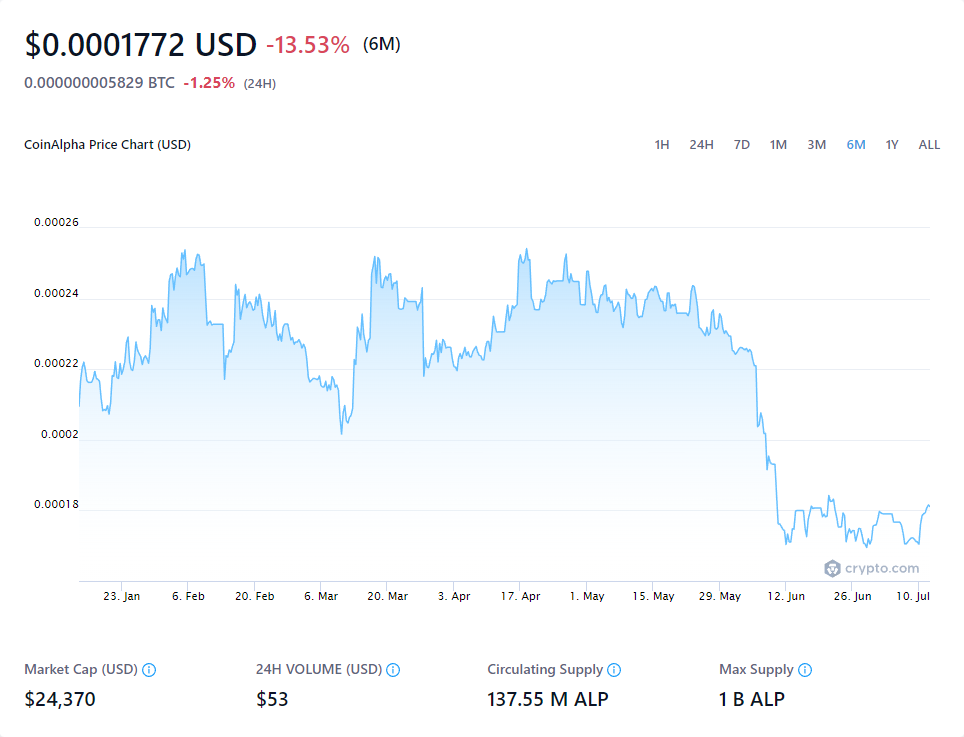 $0.0001772 USD -13.53% (6M)
0.000000005829 BTC -1.25% (24H)
CoinAlpha Price Chart (USD)
1H 24H 7D 1M 3M 6M 1Y ALL
0.00026
0.00024
0.00022
0.0002
0.00018
crypto.com
23. Jan 6. Feb 20. Feb 6. Mar 20. Mar 3. Apr 17. Apr 1. May 15. May 29. May 12. Jun 26. Jun 10. Jul
Market Cap (USD) 24H VOLUME (USD) Circulating Supply Max Supply
$24,370 $53 137.55 M ALP 1 B ALP